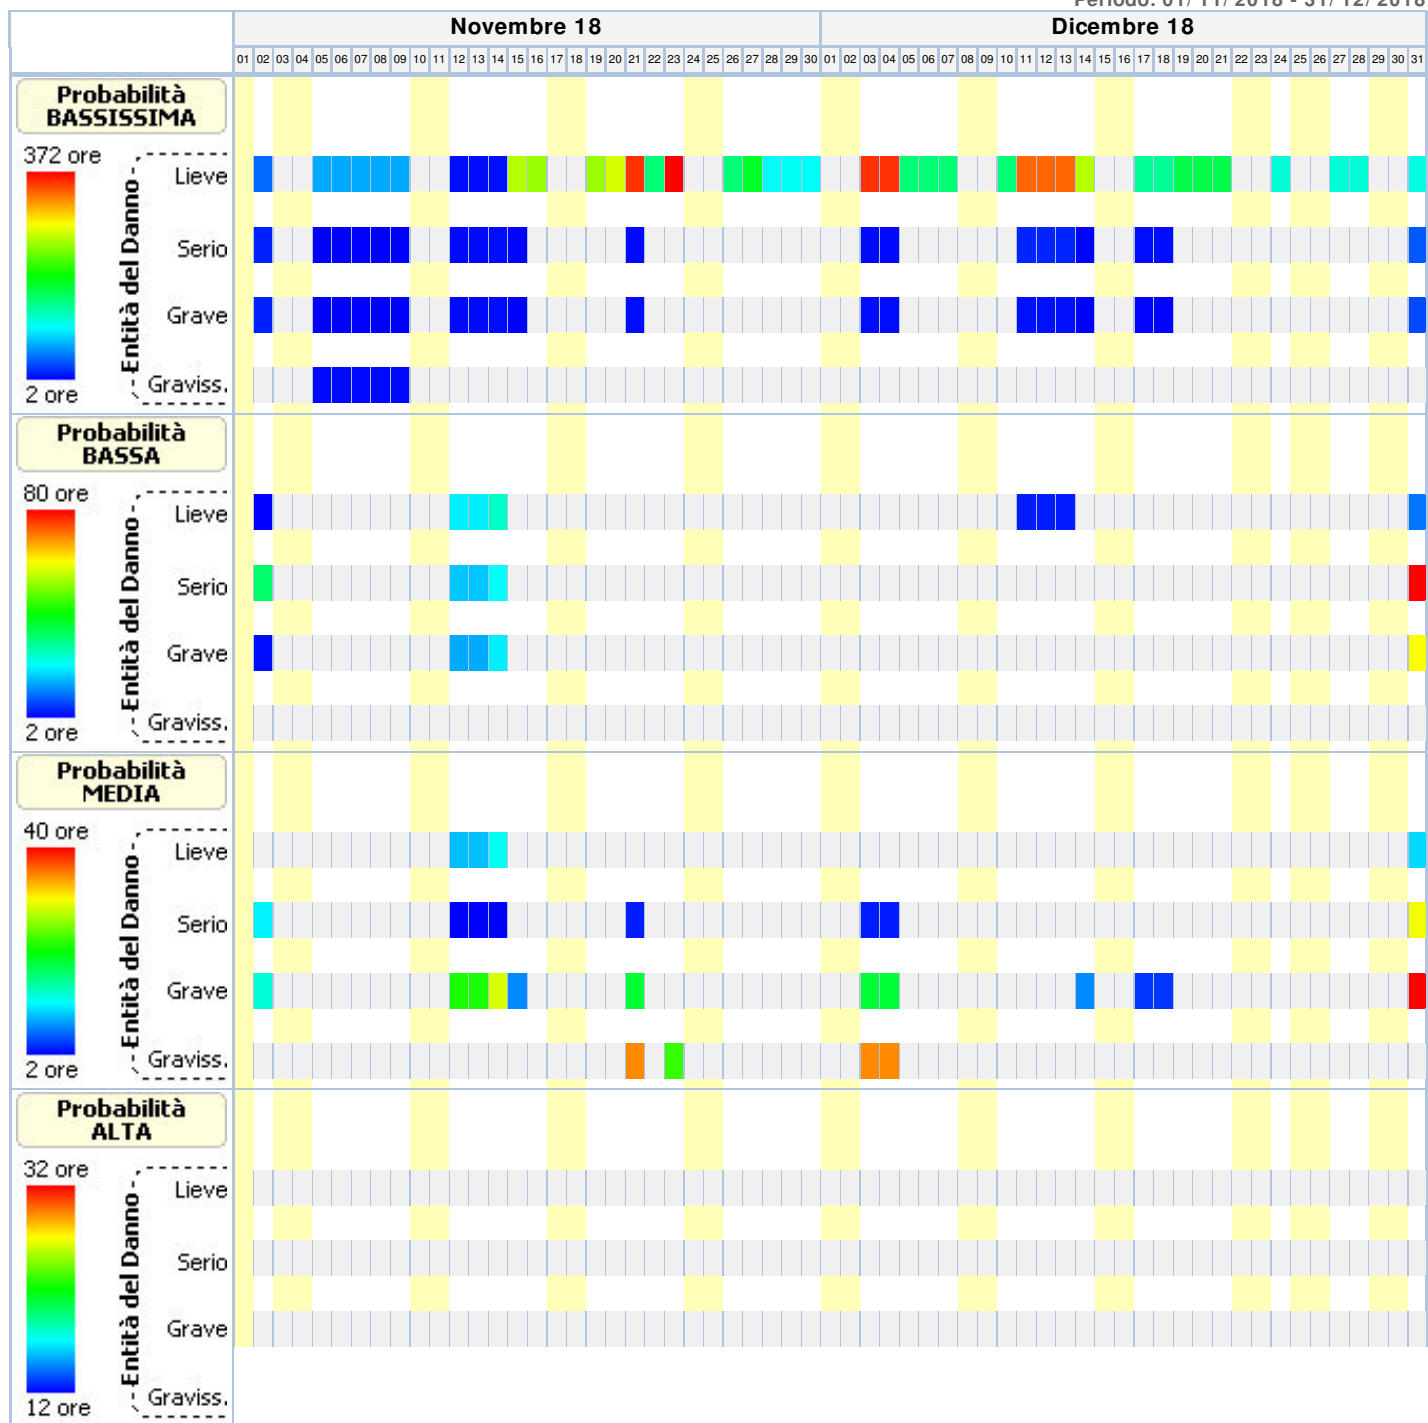 Periodo: 01/11/2018 - 31/12/2018
Novembre 18 Dicembre 18
01 02 03 04 05 06 07 08 09 10 11 12 13 14 15 16 17 18 19 20 21 22 23 24 25 26 27 28 29 30 01 02 03 04 05 06 07 08 09 10 11 12 13 14 15 16 17 18 19 20 21 22 23 24 25 26 27 28 29 30 31
Probabilità
BASSISSIMA
372 ore
Entità del Danno
Lieve
Serio
Grave
Graviss.
2 ore
Probabilità
BASSA
80 ore
Entità del Danno
Lieve
Serio
Grave
Graviss.
2 ore
Probabilità
MEDIA
40 ore
Entità del Danno
Lieve
Serio
Grave
Graviss.
2 ore
Probabilità
ALTA
32 ore
Entità del Danno
Lieve
Serio
Grave
Graviss.
12 ore